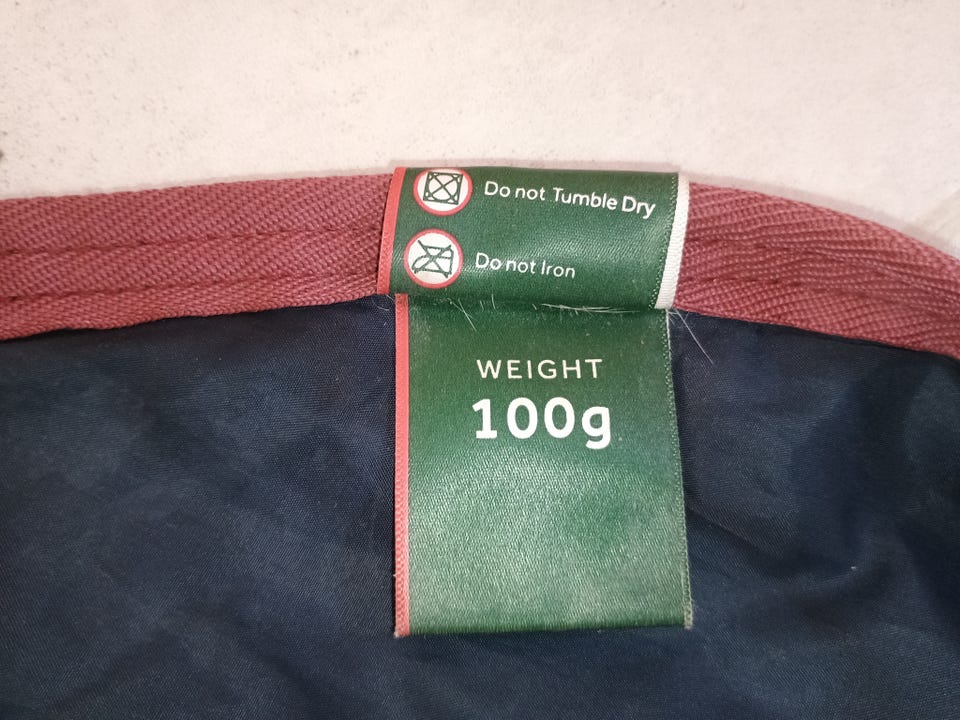 Do not Tumble Dry
Do not Iron
WEIGHT
100g